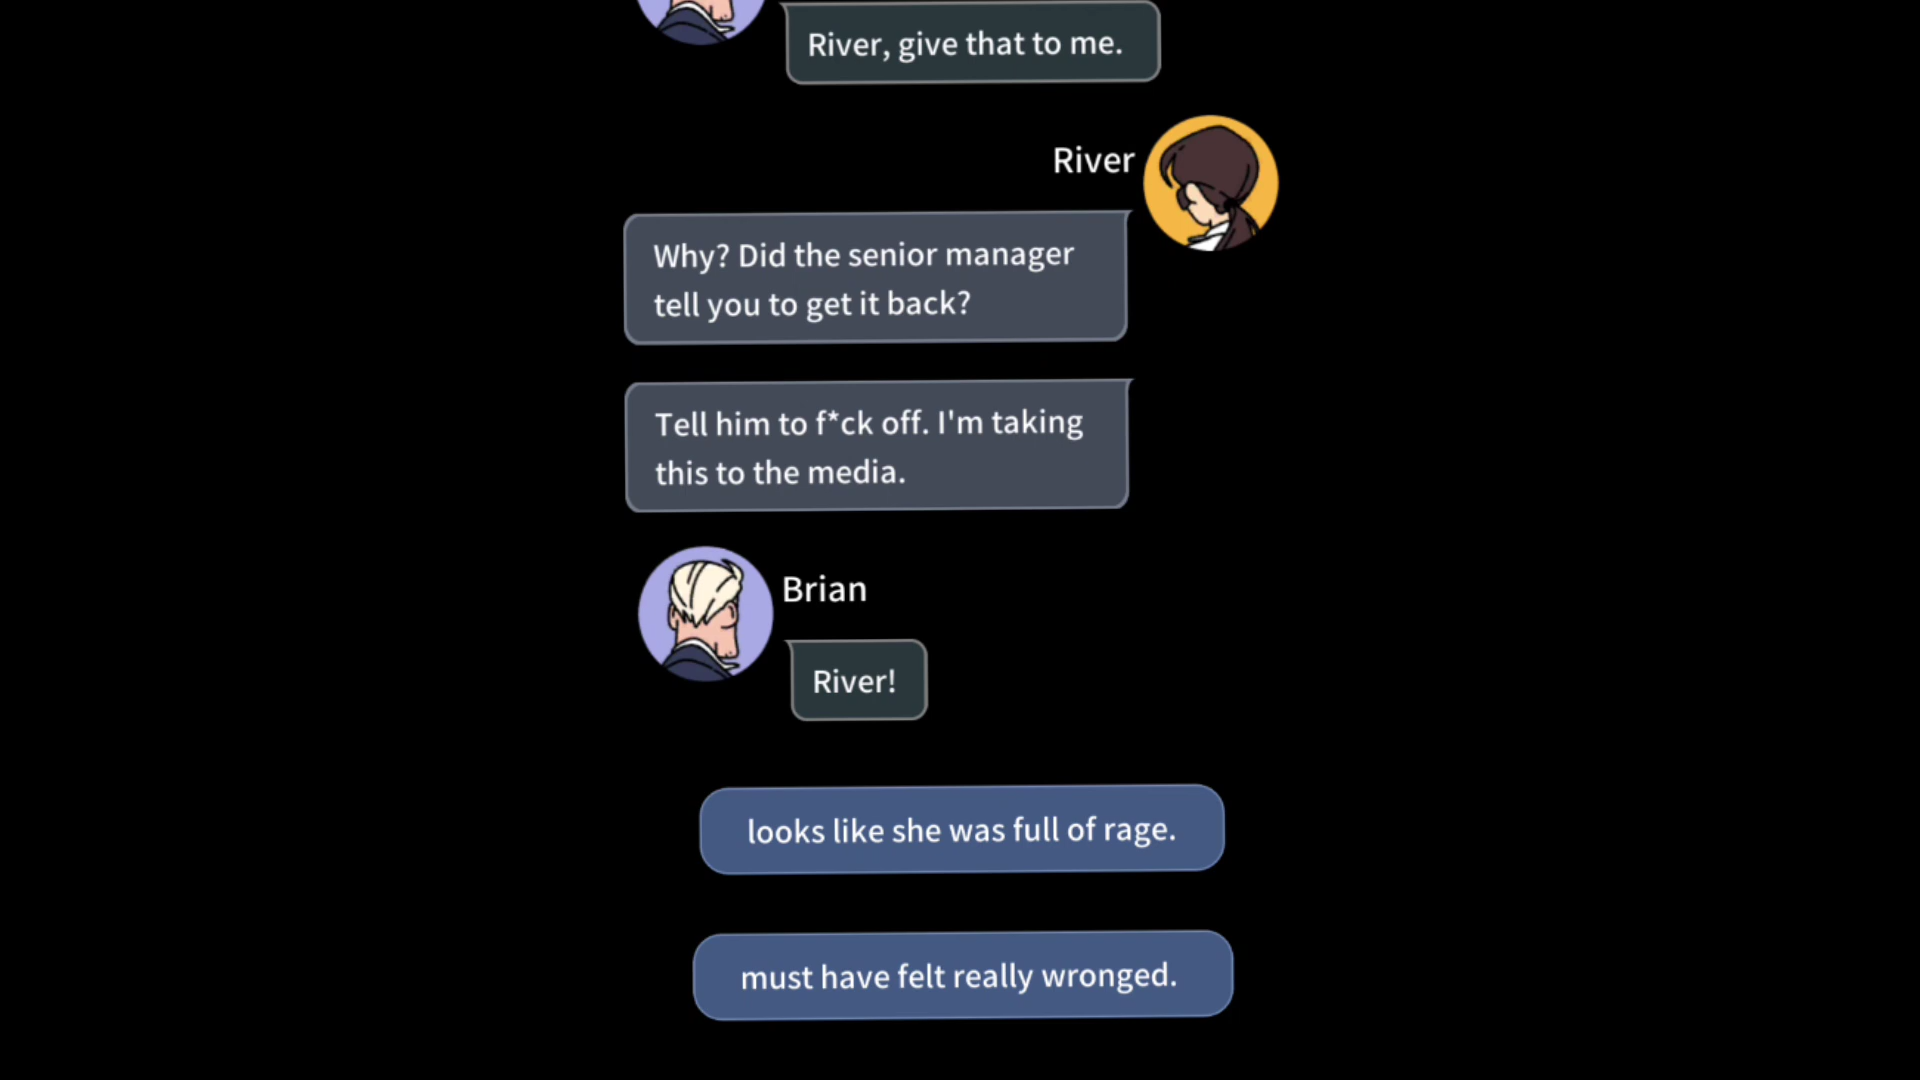 River, give that to me.
River
Why? Did the senior manager
tell you to get it back?
Tell him to f*ck off. I'm taking
this to the media.
Brian
River!
looks like she was full of rage.
must have felt really wronged.